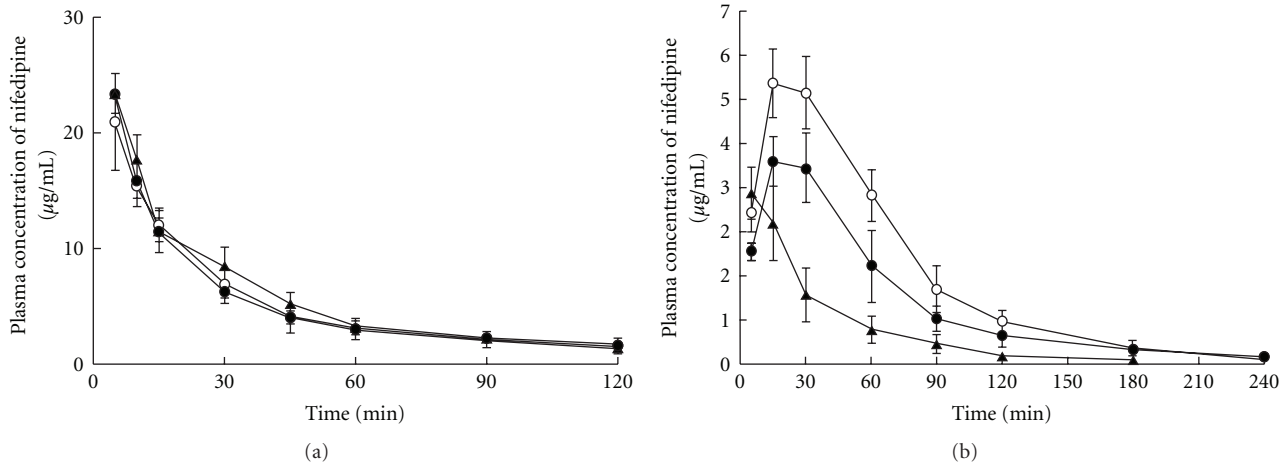 30
20
10
0
Plasma concentration of nifedipine
(µg/mL)
0 30 60 90 120
Time (min)
(a)
7
6
5
4
3
2
2
1
0
Plasma concentration of nifedipine
(µg/mL)
0 30 60 90 120 150 180 210 240
Time (min)
(b)